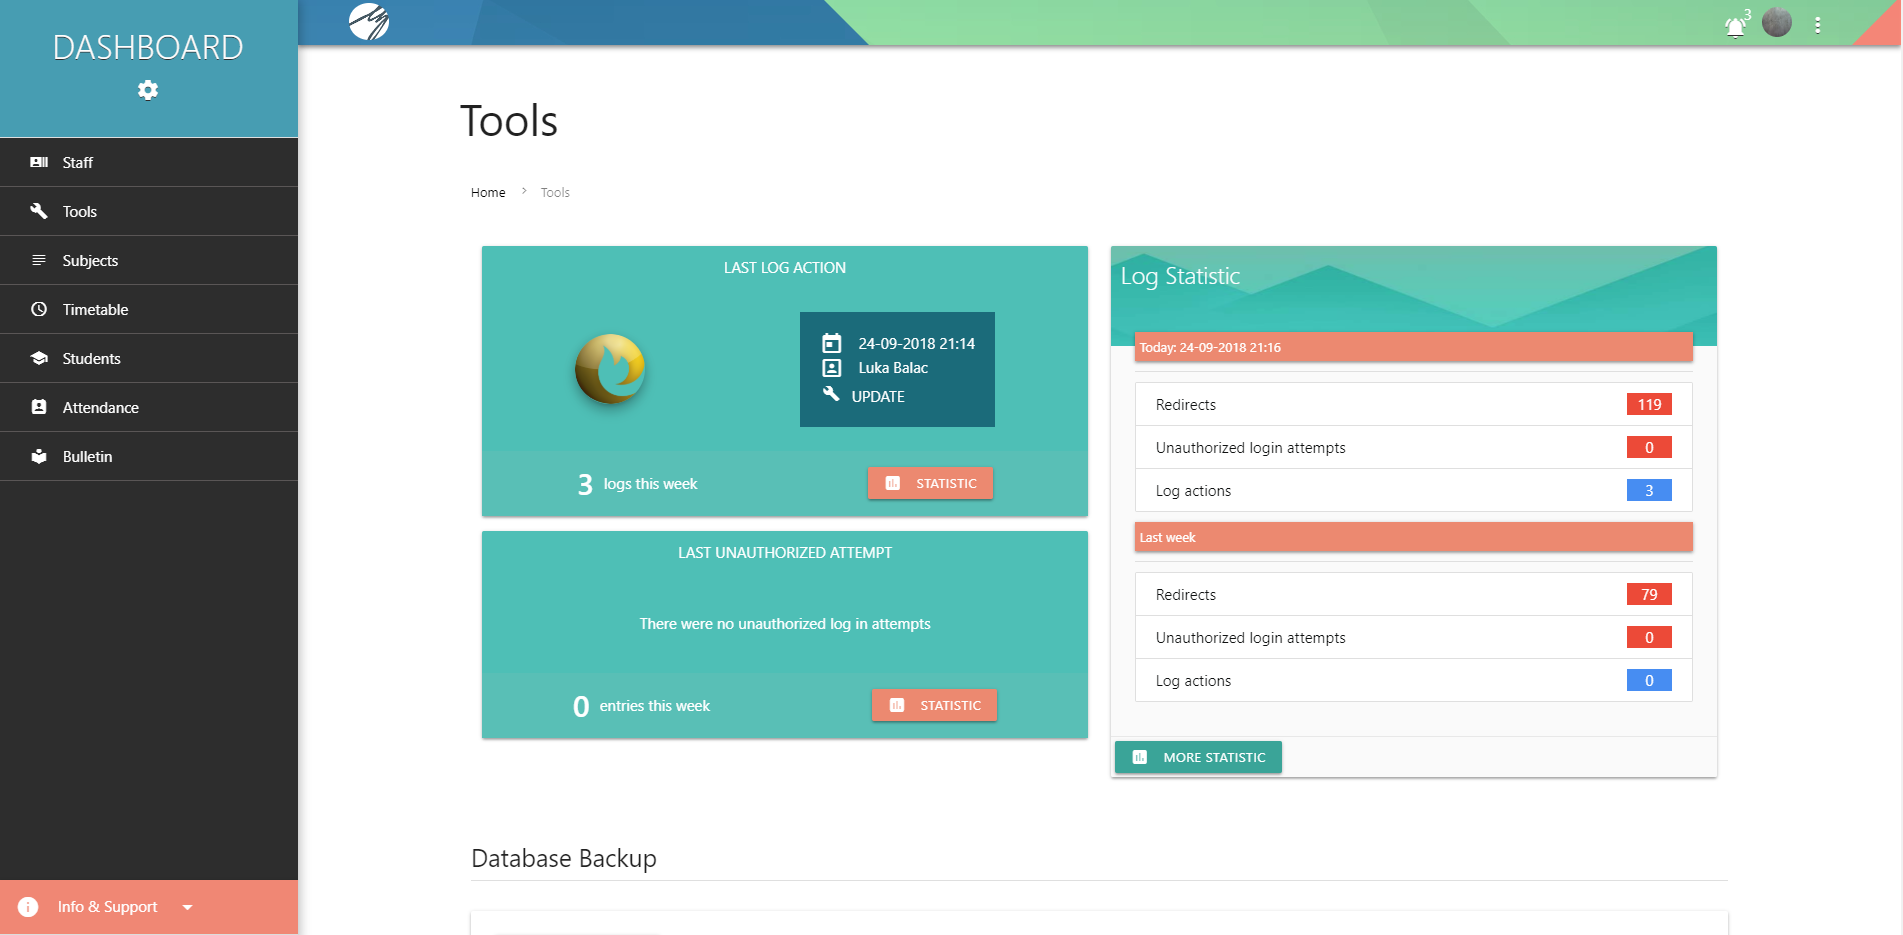 DASHBOARD
Staff
Tools
Subjects
Timetable
Students
Attendance
Bulletin
Info & Support
3
Tools
Home > Tools
LAST LOG ACTION
24-09-2018 21:14
Luka Balac
UPDATE
3 logs this week
STATISTIC
LAST UNAUTHORIZED ATTEMPT
There were no unauthorized log in attempts
0 entries this week
STATISTIC
Log Statistic
Today: 24-09-2018 21:16
Redirects 119
Unauthorized login attempts 0
Log actions 3
Last week
Redirects 79
Unauthorized login attempts 0
Log actions 0
MORE STATISTIC
Database Backup